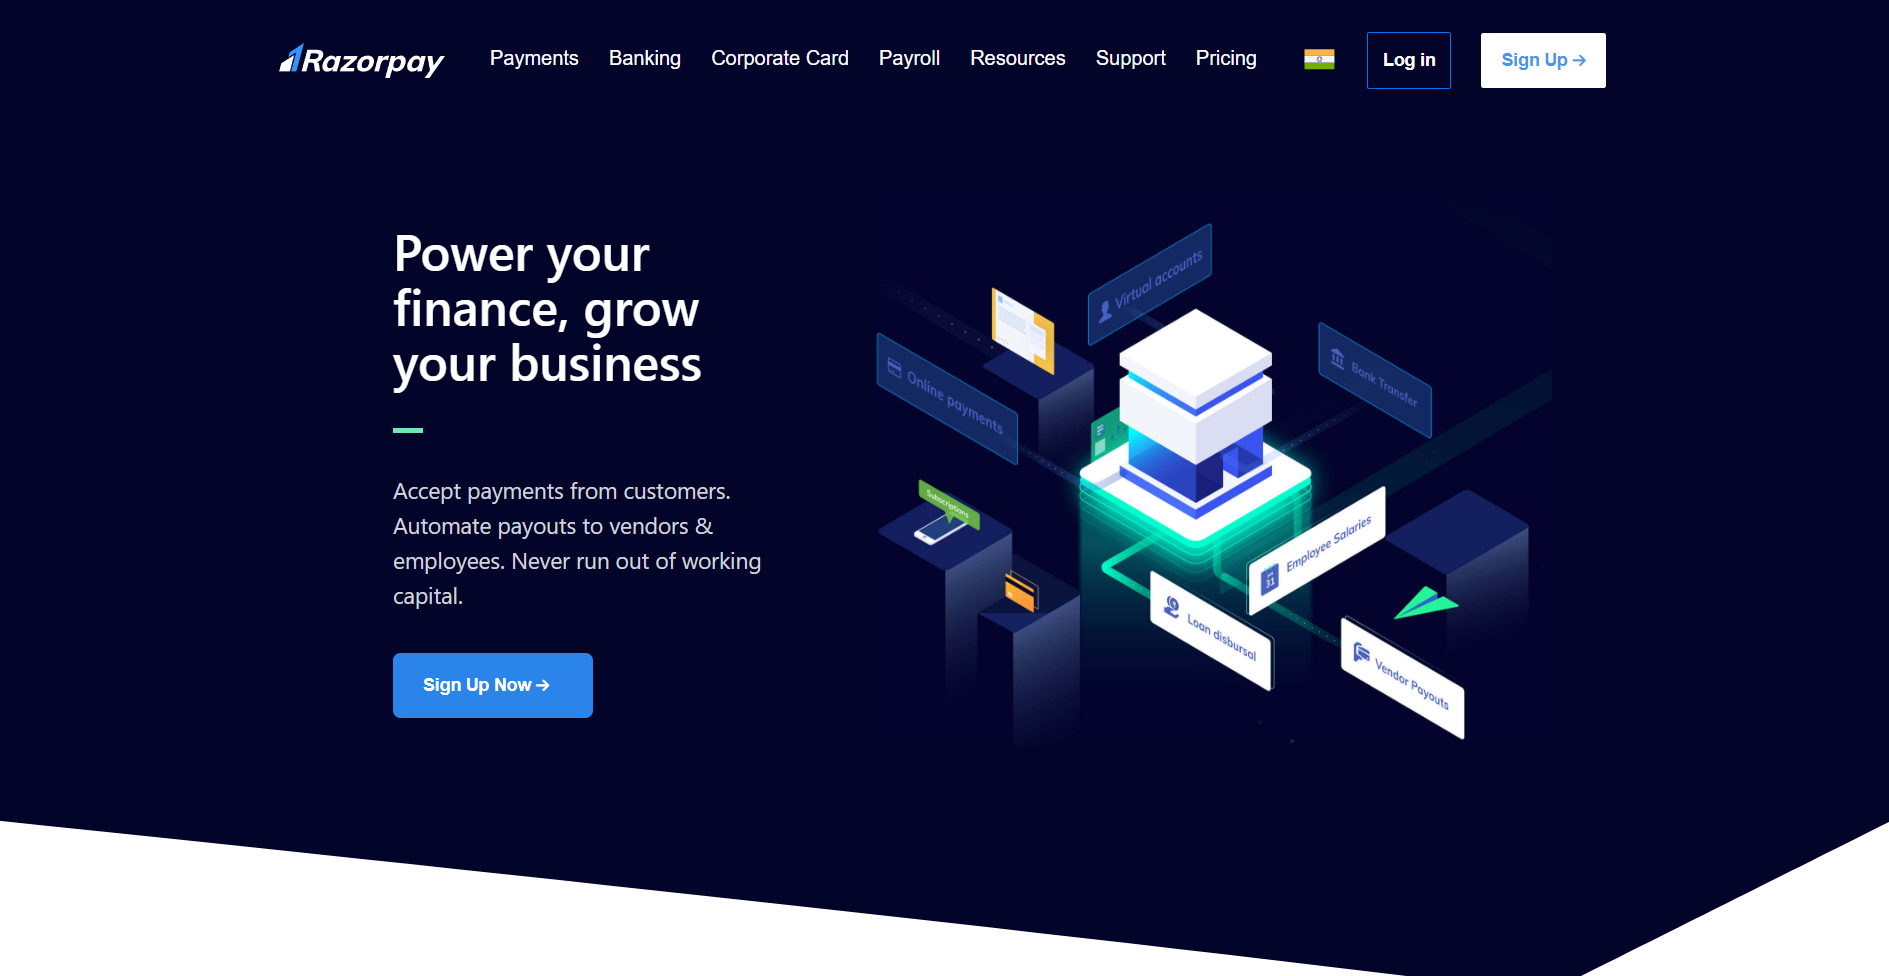 Razorpay
Payments
Banking
Corporate Card
Payroll
Resources
Support
Pricing
Log in
Sign Up →
Power your
finance, grow
your business
Accept payments from customers.
Automate payouts to vendors &
employees. Never run out of working
capital.
Sign Up Now →
Virtual accounts
Online payments
Bank Transfer
Subscriptions
Employee Salaries
31
Loan disbursal
Vendor Payouts